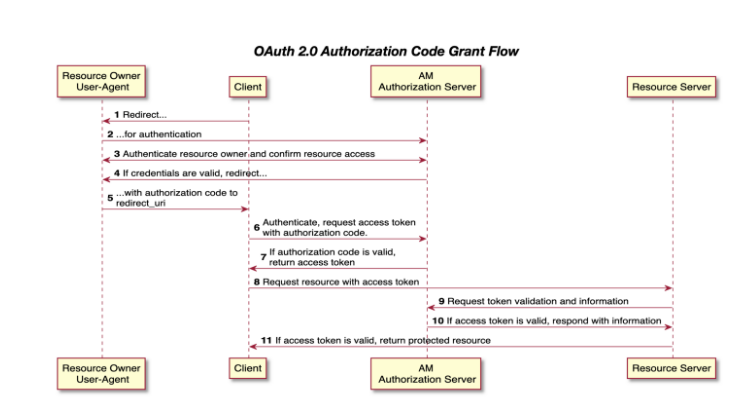 OAuth 2.0 Authorization Code Grant Flow
Resource Owner
User-Agent
Client
AM
Authorization Server
Resource Server
1 Redirect...
2 ...for authentication
3 Authenticate resource owner and confirm resource access
4 If credentials are valid, redirect...
5 ...with authorization code to
redirect_uri
6 Authenticate, request access token
with authorization code.
7 If authorization code is valid,
return access token
8 Request resource with access token
9 Request token validation and information
10 If access token is valid, respond with information
11 If access token is valid, return protected resource
Resource Owner
User-Agent
Client
AM
Authorization Server
Resource Server